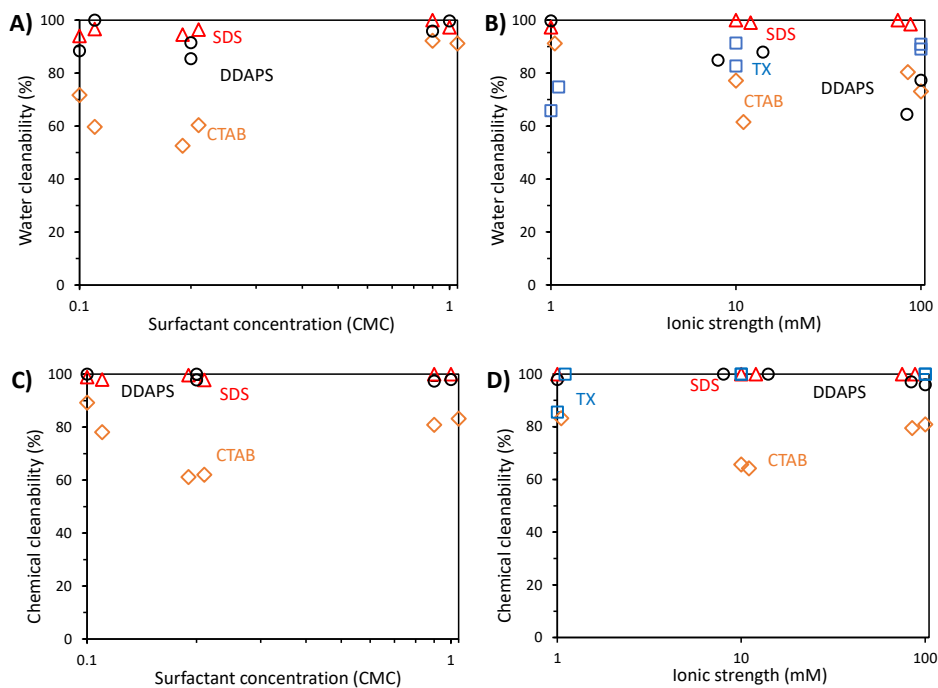 A)
Water cleanability (%)
100
80
60
40
20
0
0.1
1
Surfactant concentration (CMC)
SDS
DDAPS
CTAB
B)
Water cleanability (%)
100
80
60
40
20
0
1
10
100
Ionic strength (mM)
SDS
TX
DDAPS
CTAB
C)
Chemical cleanability (%)
100
80
60
40
20
0
0.1
1
Surfactant concentration (CMC)
DDAPS
SDS
CTAB
D)
Chemical cleanability (%)
100
80
60
40
20
0
1
10
100
Ionic strength (mM)
SDS
DDAPS
TX
CTAB